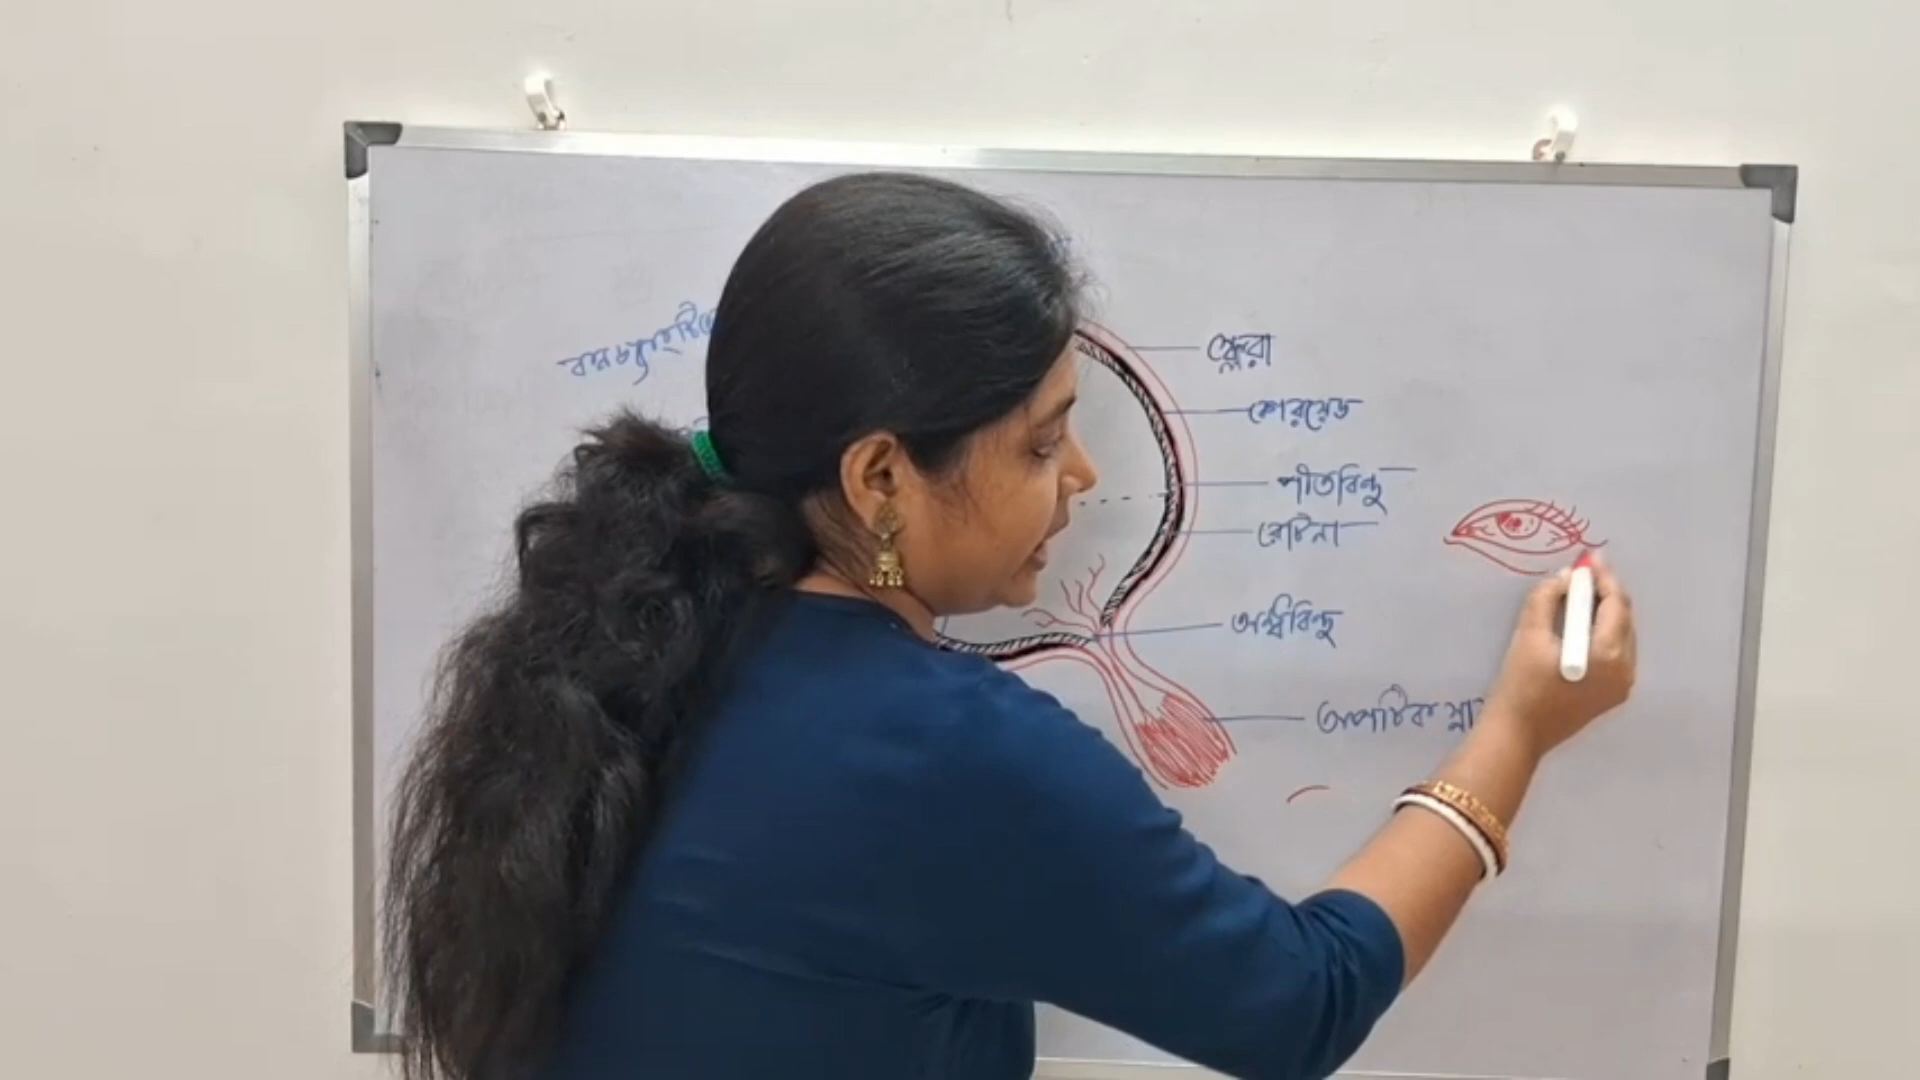 স্ক্লেরা
কোরয়েড
পীতবিন্দু
রেটিনা
অন্ধবিন্দু
অপটিক